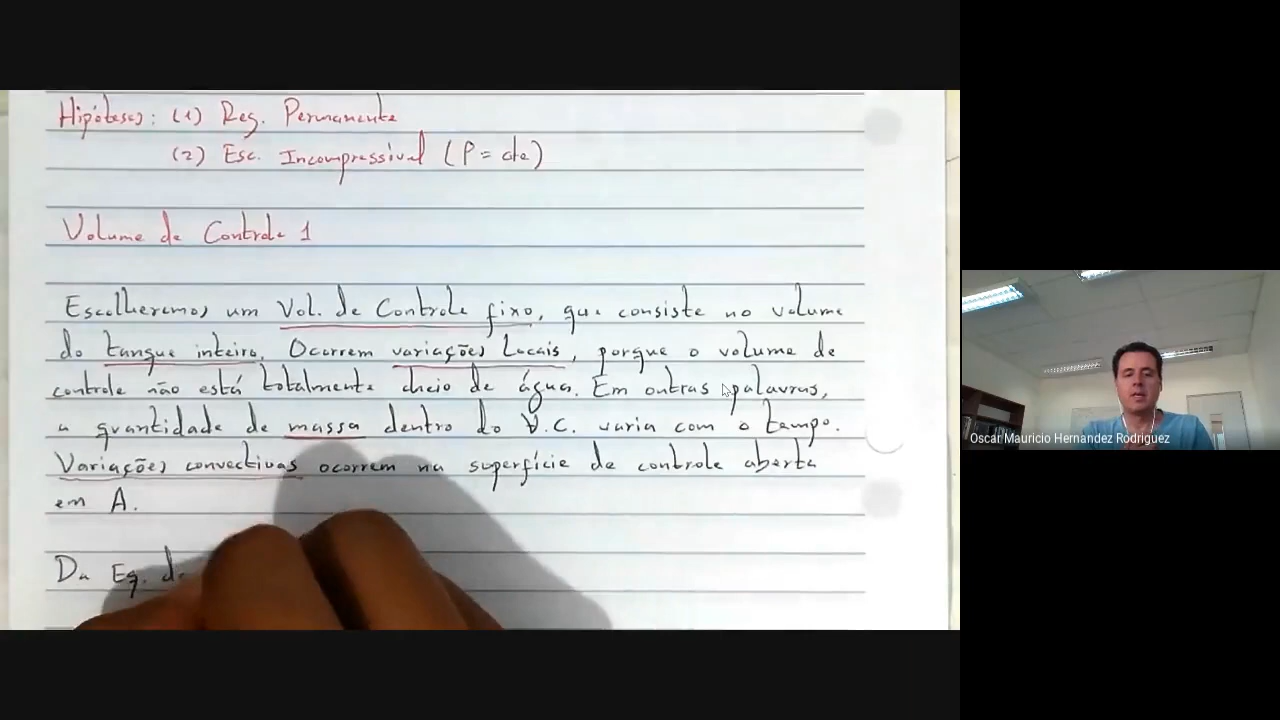 Hipóteses: (1) Reg. Permanente
(2) Esc. Incompressível (ρ = cte)
Volume de Controle 1
Escolheremos um Vol. de Controle fixo, que consiste no volume
do tanque inteiro. Ocorrem variações Locais, porque o volume de
controle não está totalmente cheio de água. Em outras palavras,
a quantidade de massa dentro do V.C. varia com o tempo.
Variações convectivas ocorrem na superfície de controle aberta
em A.
Da Eq. de
Oscar Mauricio Hernandez Rodriguez